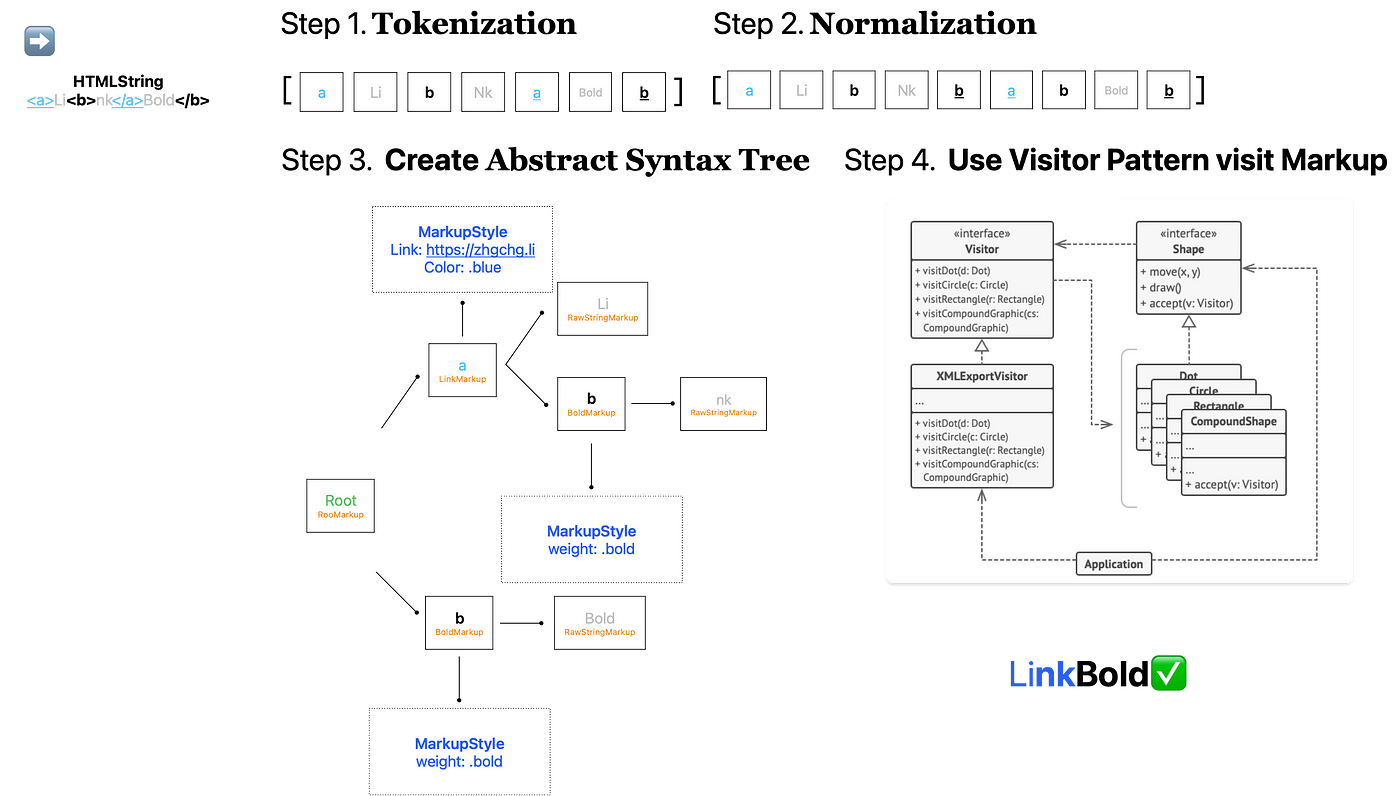 Step 1. Tokenization
Step 2. Normalization
HTMLString
<a>Li<b>nk</a>Bold</b>
[ a Li b Nk a Bold b ]
[ a Li b Nk b a b Bold b ]
Step 3. Create Abstract Syntax Tree
Step 4. Use Visitor Pattern visit Markup
MarkupStyle
Link: https://zhgchg.li
Color: .blue
Li
RawStringMarkup
a
LinkMarkup
b
BoldMarkup
nk
RawStringMarkup
Root
RooMarkup
MarkupStyle
weight: .bold
b
BoldMarkup
Bold
RawStringMarkup
MarkupStyle
weight: .bold
«interface»
Visitor
+ visitDot(d: Dot)
+ visitCircle(c: Circle)
+ visitRectangle(r: Rectangle)
+ visitCompoundGraphic(cs:
CompoundGraphic)
«interface»
Shape
+ move(x, y)
+ draw()
+ accept(v: Visitor)
XMLExportVisitor
...
+ visitDot(d: Dot)
+ visitCircle(c: Circle)
+ visitRectangle(r: Rectangle)
+ visitCompoundGraphic(cs:
CompoundGraphic)
Dot
...
+
Circle
...
...
+
Rectangle
...
...
+
CompoundShape
...
...
+ accept(v: Visitor)
Application
LinkBold✅